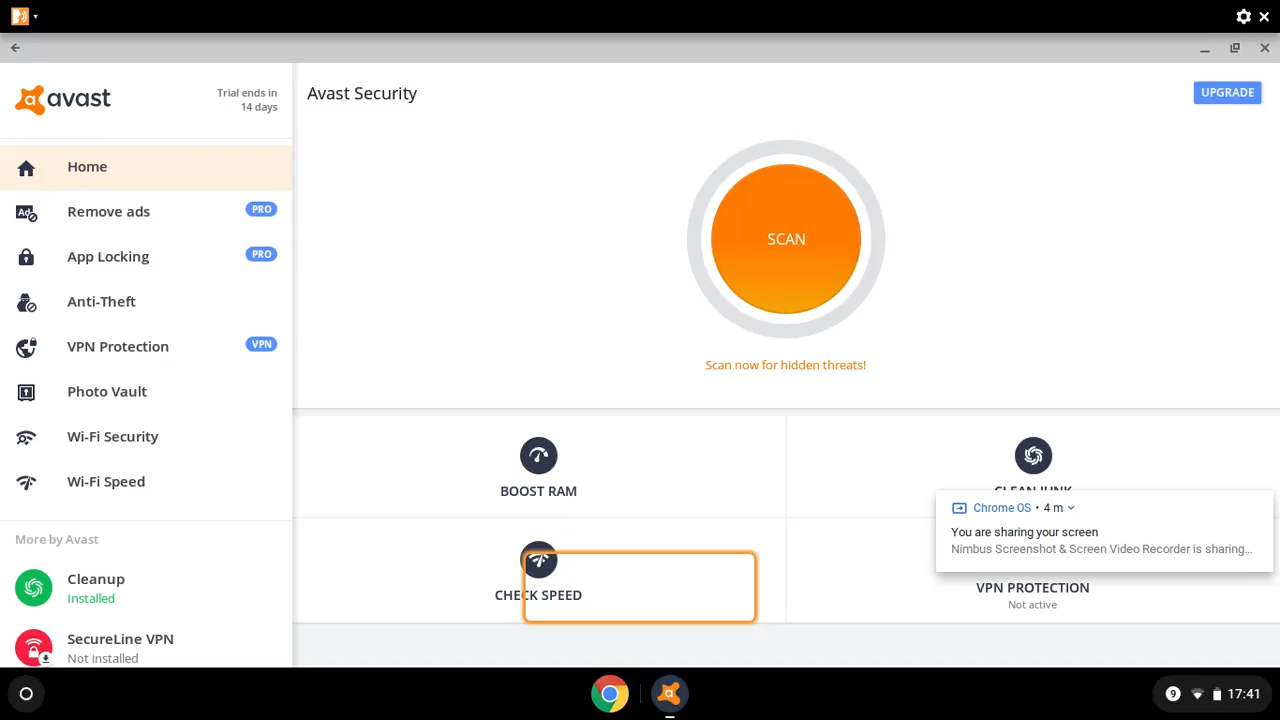 avast
Trial ends in
14 days
Avast Security
UPGRADE
Home
Remove ads
PRO
App Locking
PRO
Anti-Theft
VPN Protection
VPN
Photo Vault
Wi-Fi Security
Wi-Fi Speed
More by Avast
Cleanup
Installed
SecureLine VPN
Not installed
SCAN
Scan now for hidden threats!
BOOST RAM
CLEAN JUNK
CHECK SPEED
Chrome OS • 4 m
You are sharing your screen
Nimbus Screenshot & Screen Video Recorder is sharing...
VPN PROTECTION
Not active
9
17:41